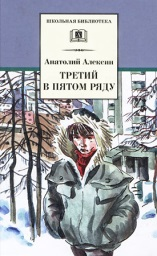 ШКОЛЬНАЯ БИБЛИОТЕКА
Анатолий Алексин
ТРЕТИЙ
В ПЯТОМ РЯДУ